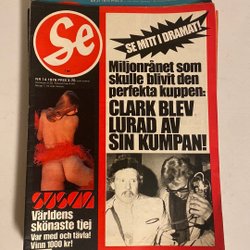 Se
SE MITT I DRAMAT!
Miljonrånet som
skulle blivit den
perfekta kuppen:
CLARK BLEV
LURAD AV
SIN KUMPAN!
SUSAN
Världens
skönaste tjej
Var med och tävla!
Vinn 1000 kr!